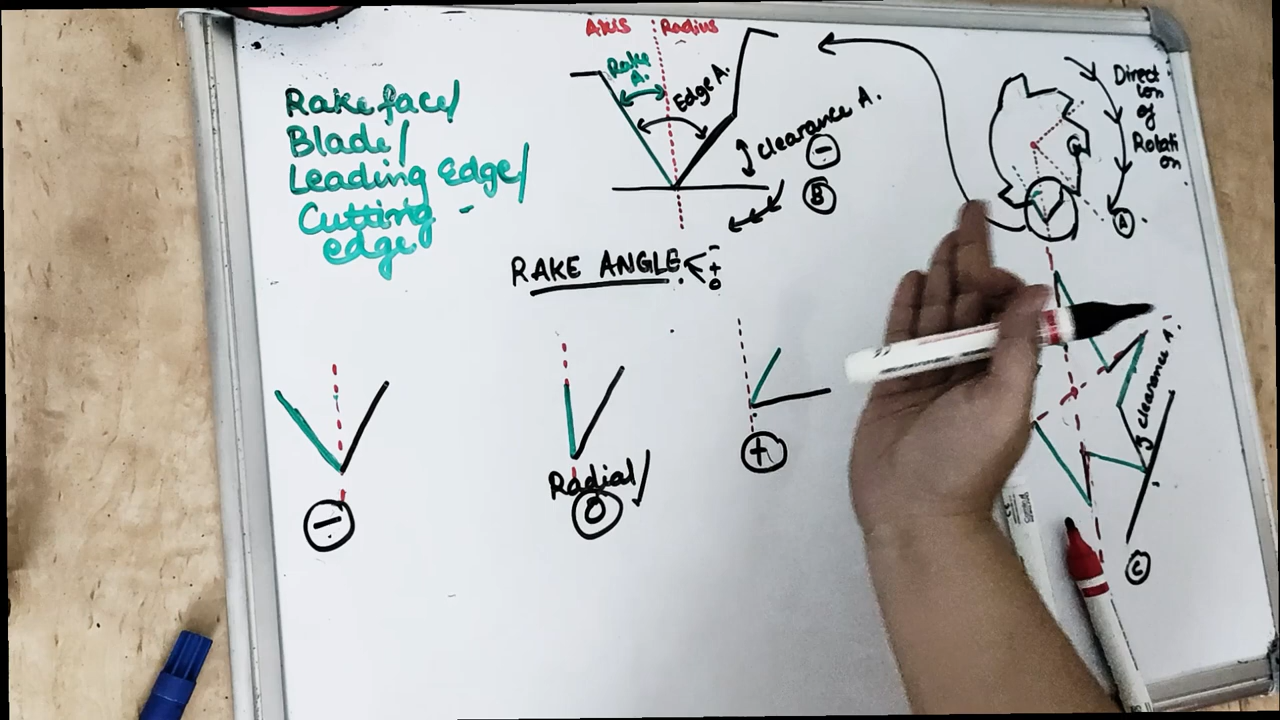 Rake face/
Blade/
Leading Edge/
Cutting
edge
Axis Radius
Rake
A.
Edge A.
Clearance A.
−
B
Direct
ion
of
Rotati
on
A
RAKE ANGLE. < - + 0
−
Radial/
0
+
clearance A.
C